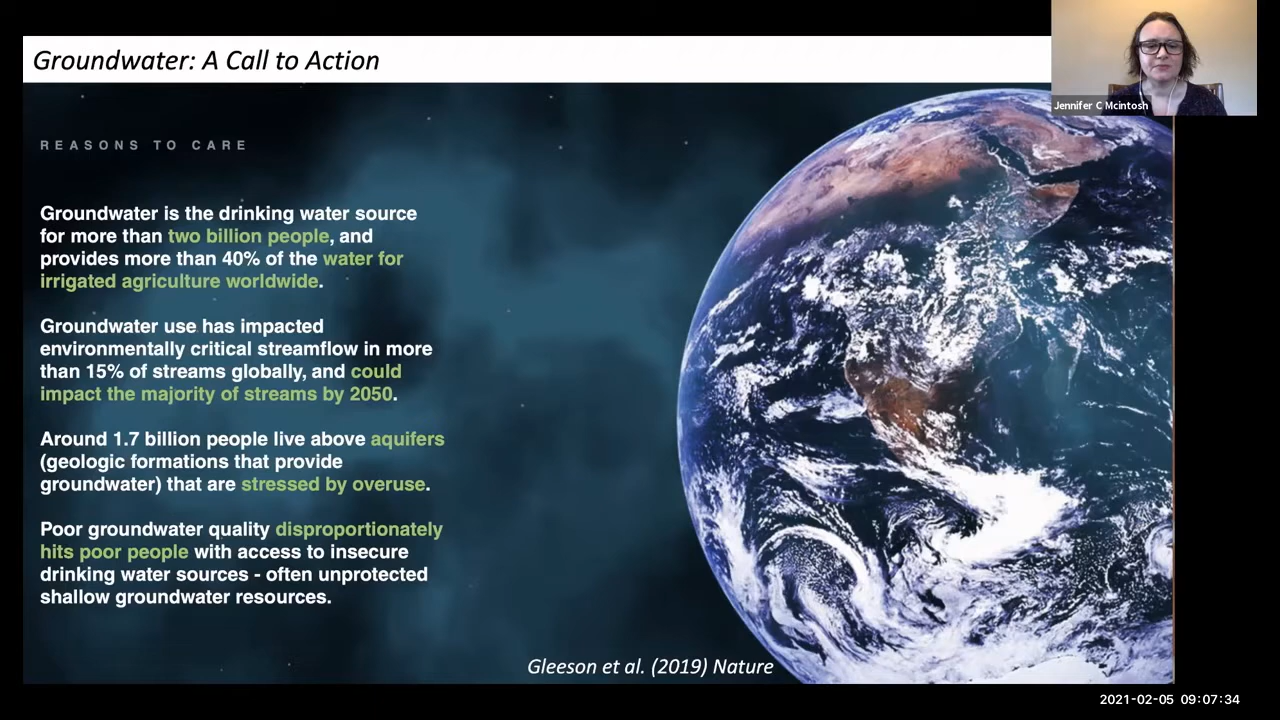 Groundwater: A Call to Action
Jennifer C Mcintosh
REASONS TO CARE
Groundwater is the drinking water source
for more than two billion people, and
provides more than 40% of the water for
irrigated agriculture worldwide.
Groundwater use has impacted
environmentally critical streamflow in more
than 15% of streams globally, and could
impact the majority of streams by 2050.
Around 1.7 billion people live above aquifers
(geologic formations that provide
groundwater) that are stressed by overuse.
Poor groundwater quality disproportionately
hits poor people with access to insecure
drinking water sources - often unprotected
shallow groundwater resources.
Gleeson et al. (2019) Nature
2021-02-05 09:07:34